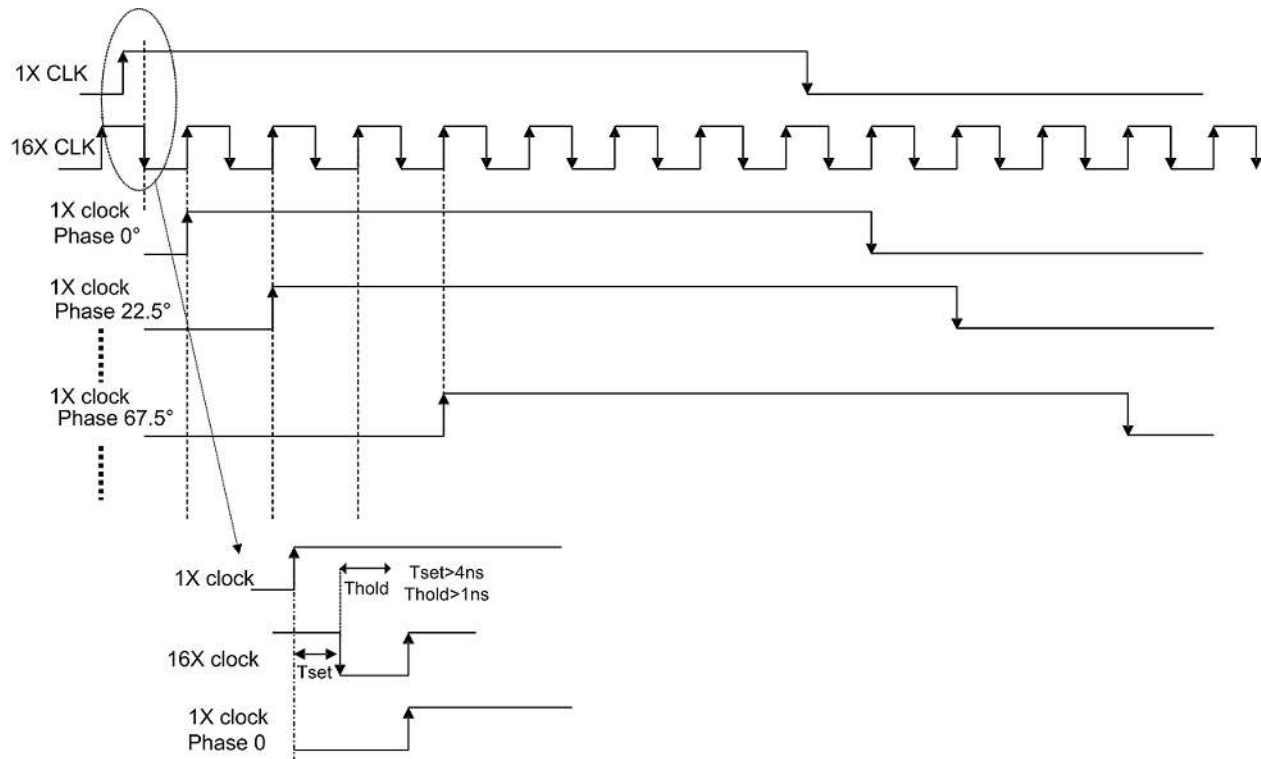 1X CLK
16X CLK
1X clock
Phase 0°
1X clock
Phase 22.5°
1X clock
Phase 67.5°
1X clock
Thold
Tset>4ns
Thold>1ns
16X clock
Tset
1X clock
Phase 0